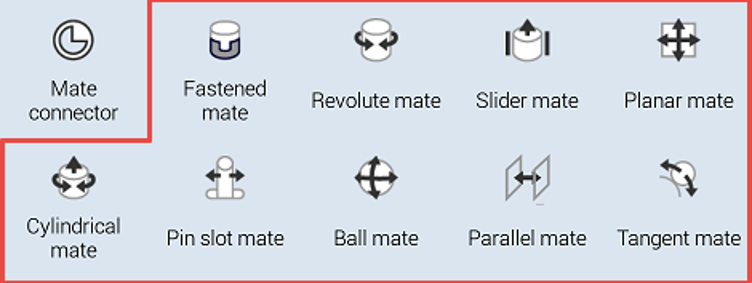 Mate
connector
Fastened
mate
Revolute mate
Slider mate
Planar mate
Cylindrical
mate
Pin slot mate
Ball mate
Parallel mate
Tangent mate